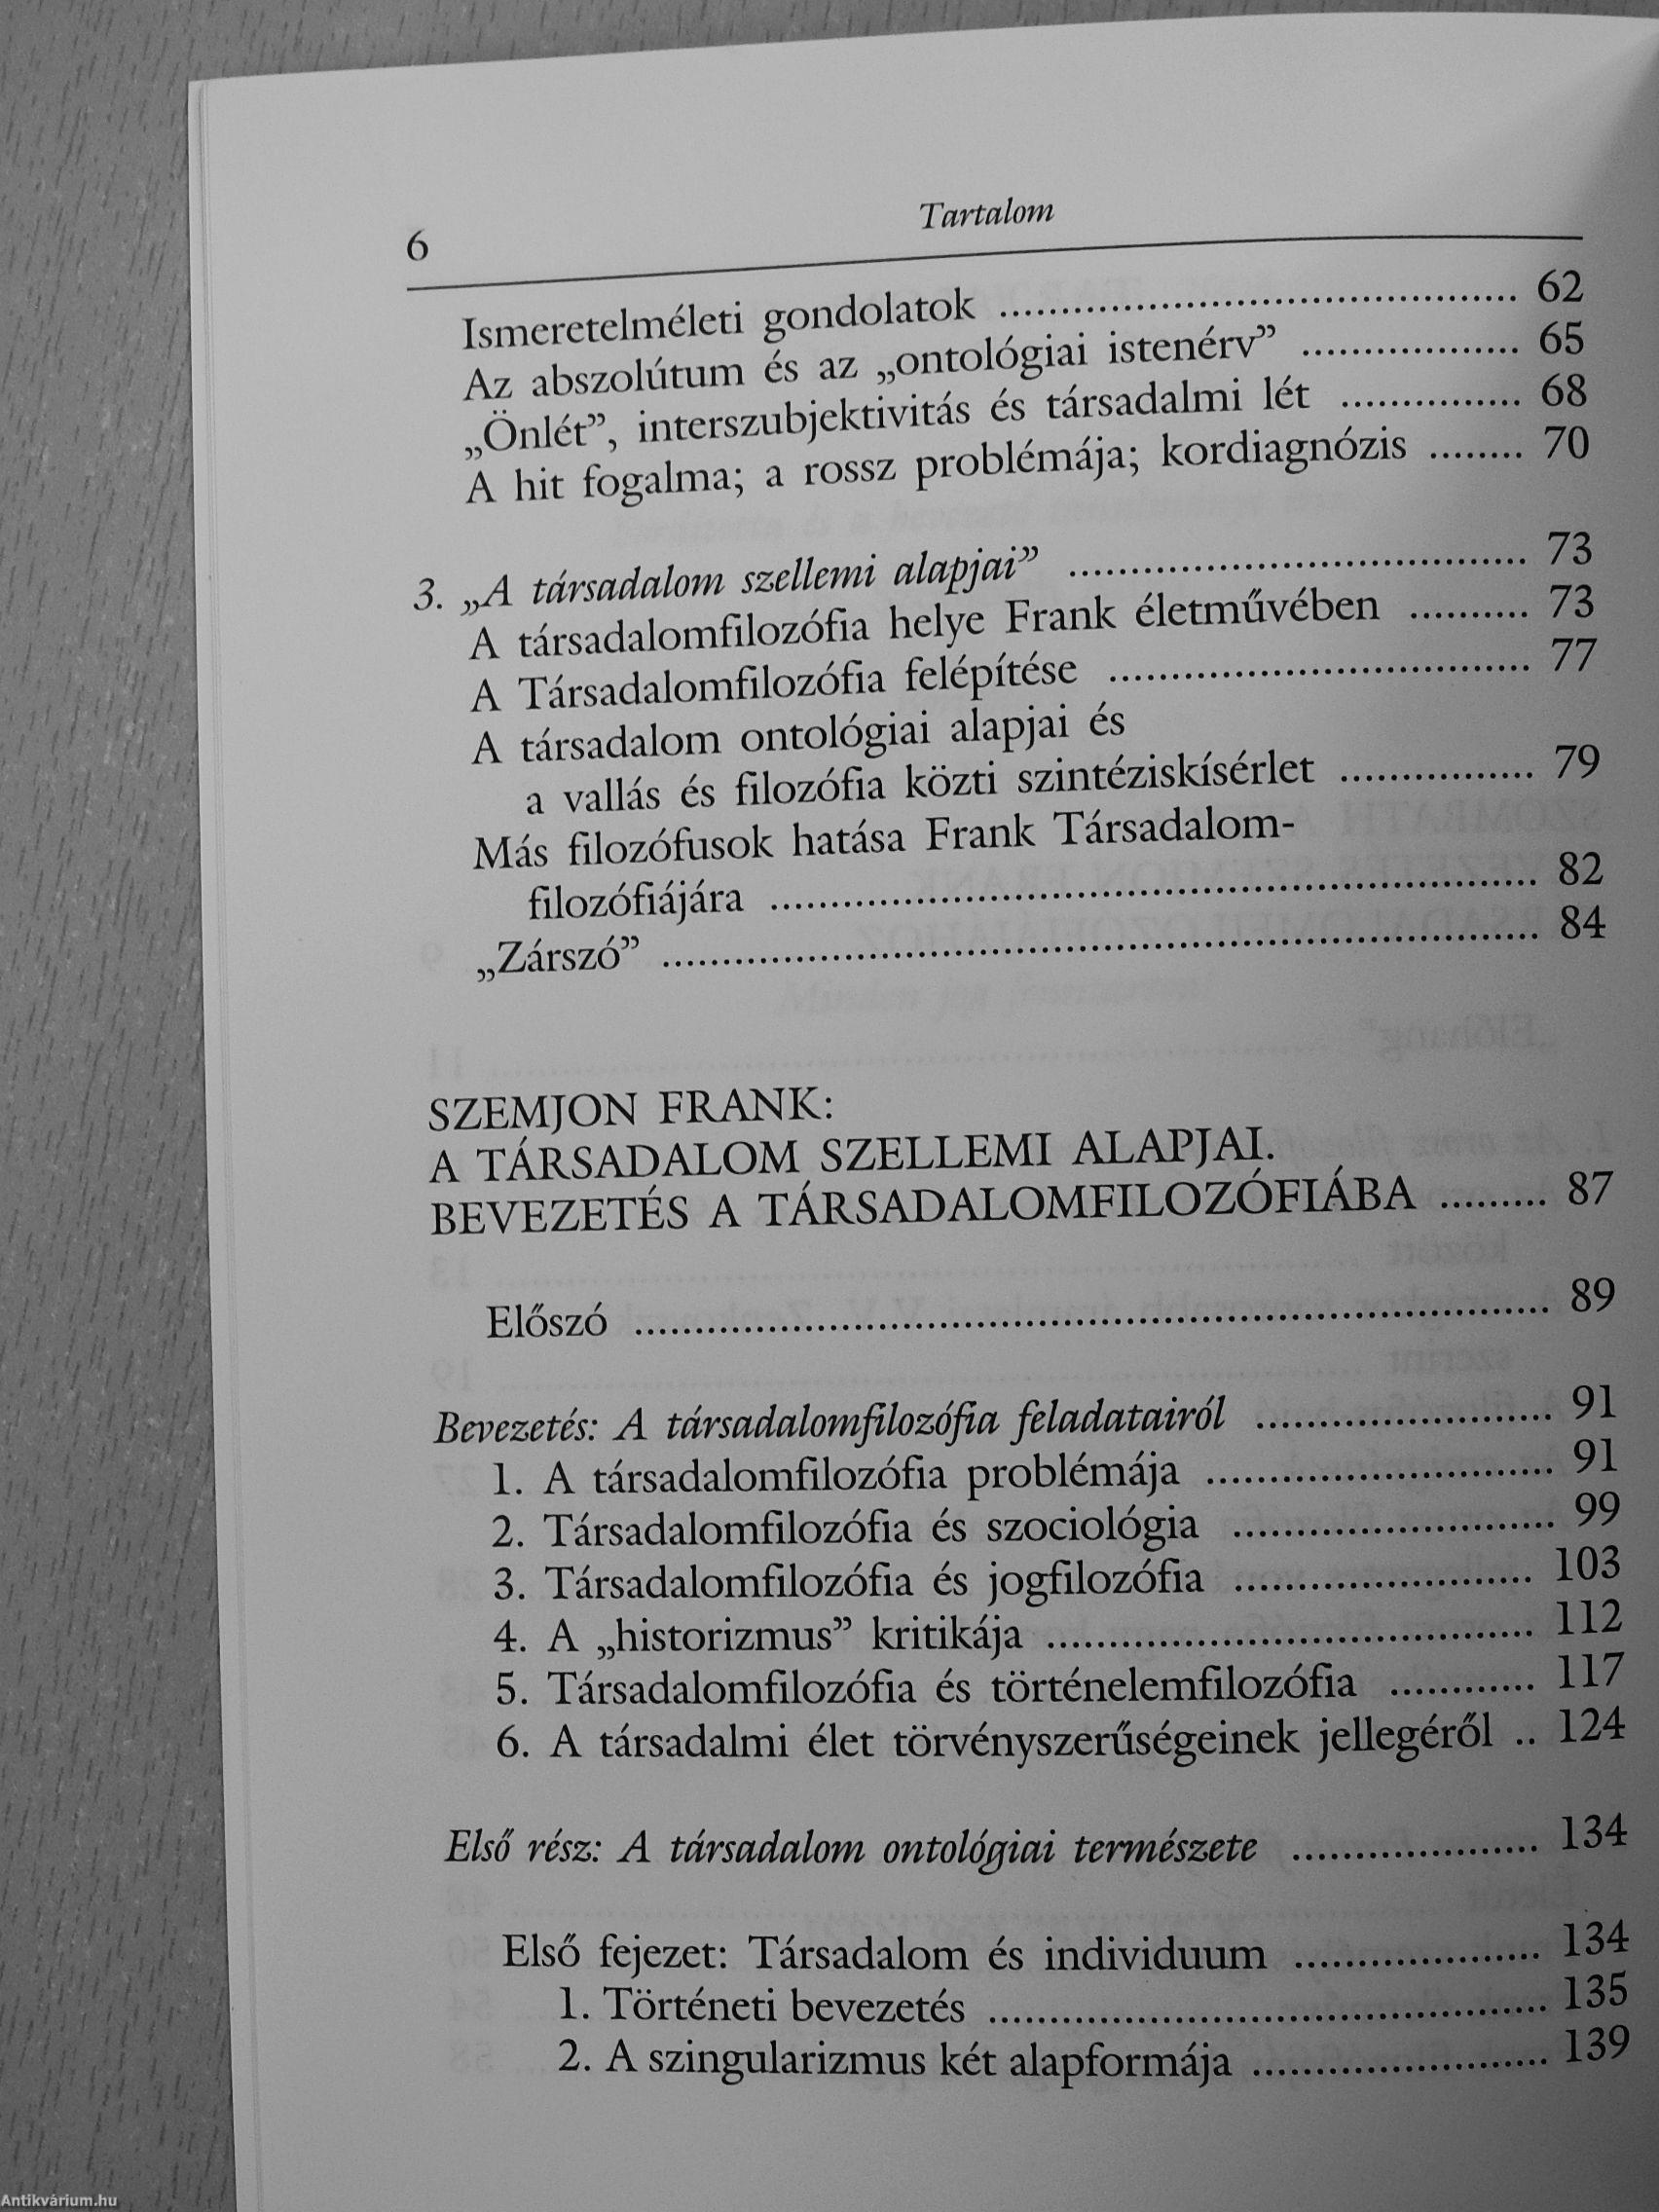 6
Tartalom
Ismeretelméleti gondolatok ........................................... 62
Az abszolútum és az „ontológiai istenérv” .................. 65
„Önlét”, interszubjektivitás és társadalmi lét ............... 68
A hit fogalma; a rossz problémája; kordiagnózis ........ 70
3. „A társadalom szellemi alapjai” ...................................... 73
A társadalomfilozófia helye Frank életművében .......... 73
A Társadalomfilozófia felépítése ................................... 77
A társadalom ontológiai alapjai és
a vallás és filozófia közti szintéziskísérlet ................ 79
Más filozófusok hatása Frank Társadalom-
filozófiájára ................................................................ 82
„Zárszó” ......................................................................... 84
SZEMJON FRANK:
A TÁRSADALOM SZELLEMI ALAPJAI.
BEVEZETÉS A TÁRSADALOMFILOZÓFIÁBA ......... 87
Előszó ............................................................................ 89
Bevezetés: A társadalomfilozófia feladatairól ......................... 91
1. A társadalomfilozófia problémája ............................. 91
2. Társadalomfilozófia és szociológia ........................... 99
3. Társadalomfilozófia és jogfilozófia ......................... 103
4. A „historizmus” kritikája ........................................ 112
5. Társadalomfilozófia és történelemfilozófia ............ 117
6. A társadalmi élet törvényszerűségeinek jellegéről .. 124
Első rész: A társadalom ontológiai természete .................... 134
Első fejezet: Társadalom és individuum .................... 134
1. Történeti bevezetés .............................................. 135
2. A szingularizmus két alapformája ........................ 139
Antikvárium.hu